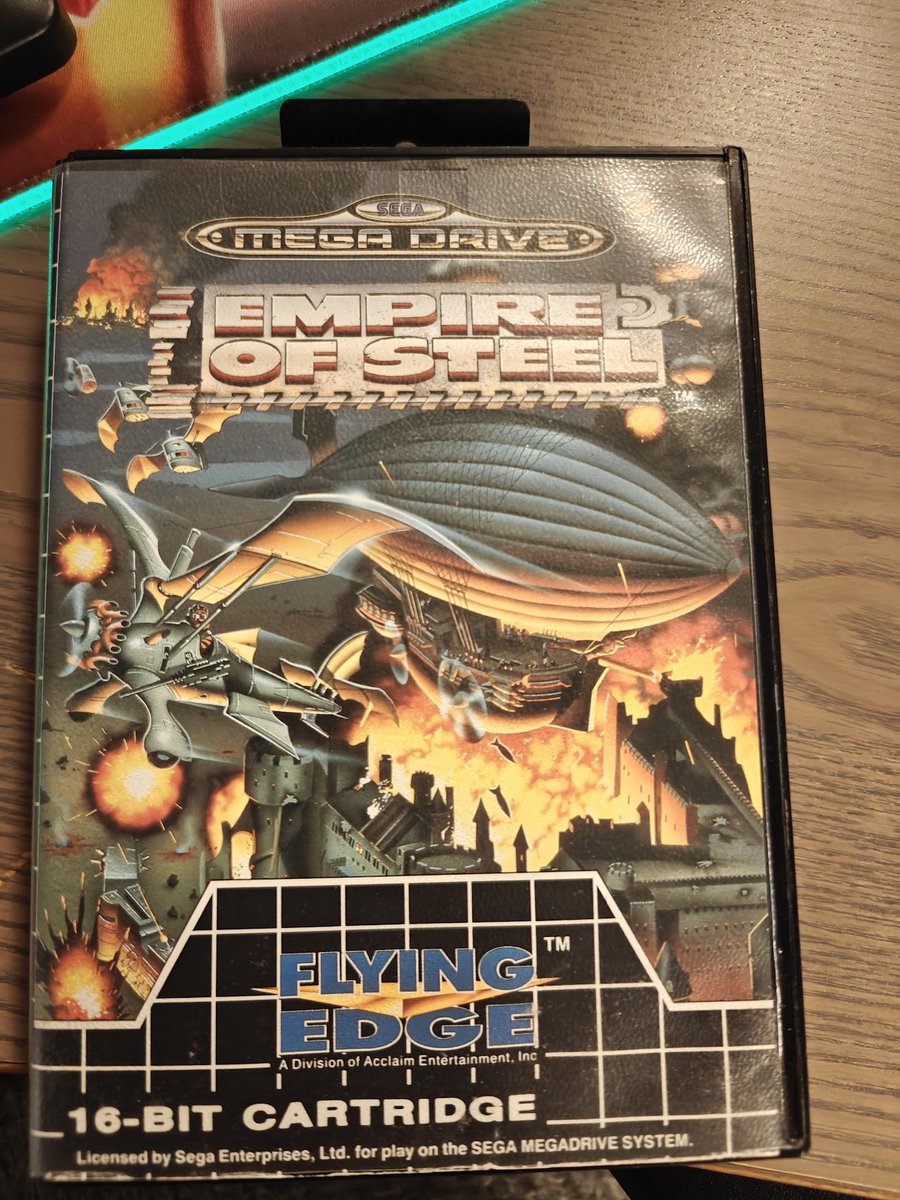 SEGA
MEGA DRIVE
EMPIRE
OF STEEL
TM
FLYING TM
EDGE
A Division of Acclaim Entertainment, Inc
16-BIT CARTRIDGE
Licensed by Sega Enterprises, Ltd. for play on the SEGA MEGADRIVE SYSTEM.